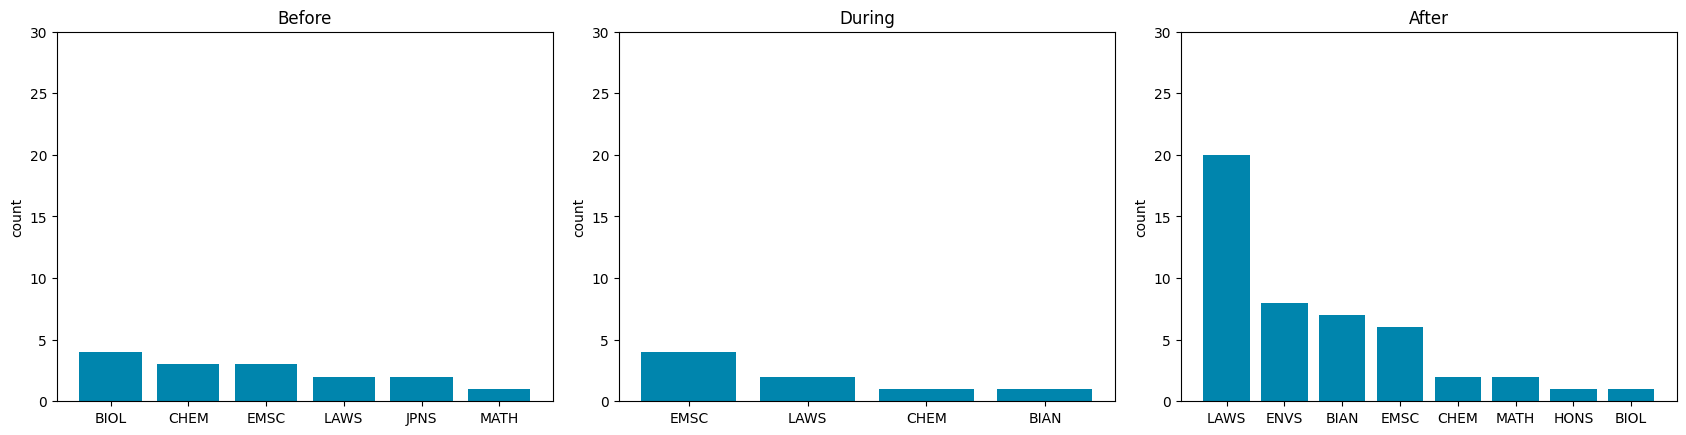 Before
30
25
20
15
10
5
0
count
BIOL CHEM EMSC LAWS JPNS MATH
During
30
25
20
15
10
5
0
count
EMSC LAWS CHEM BIAN
After
30
25
20
15
10
5
0
count
LAWS ENVS BIAN EMSC CHEM MATH HONS BIOL